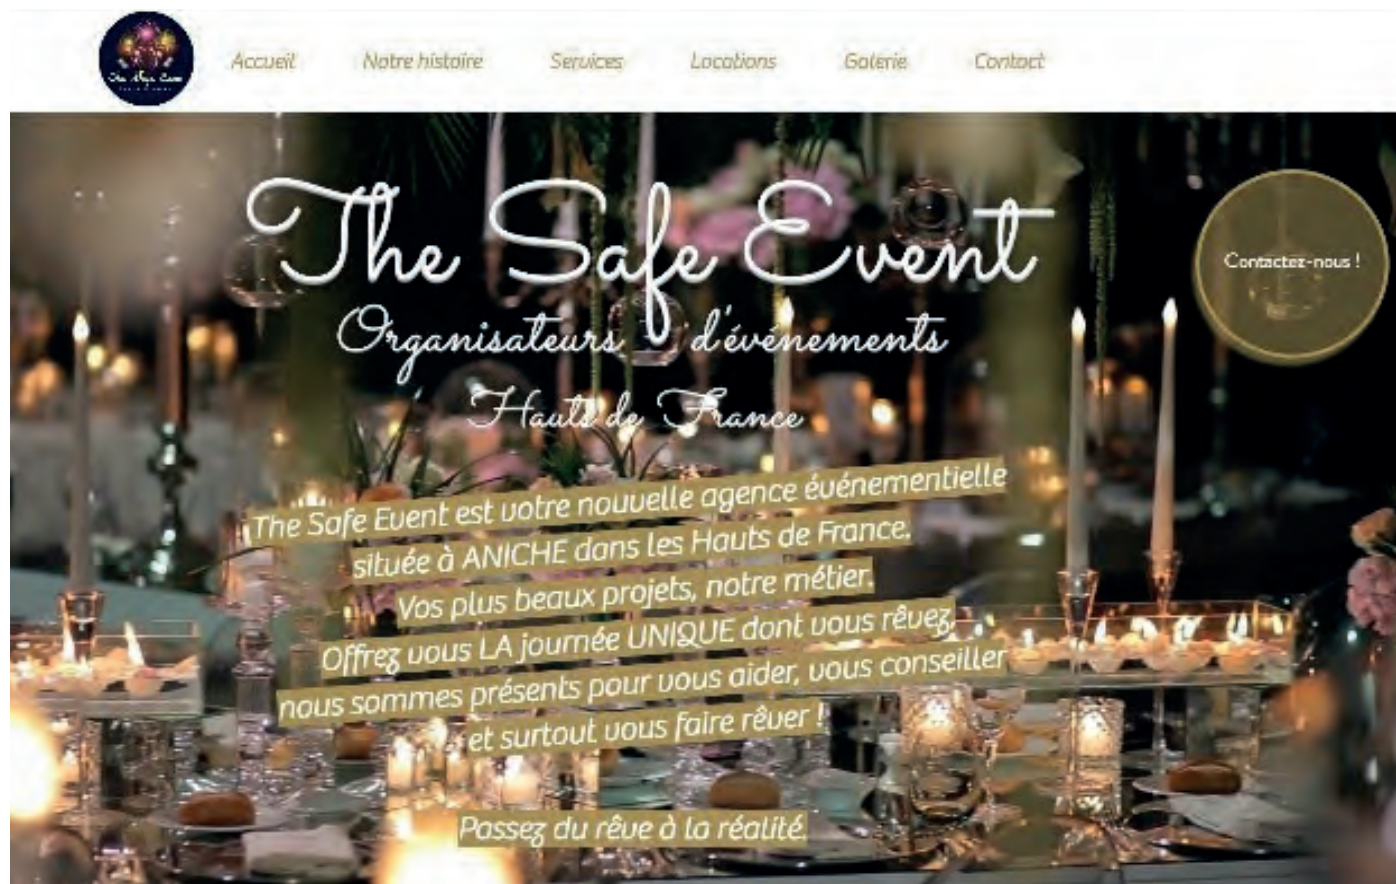 Accueil
Notre histoire
Services
Locations
Galerie
Contact
The Safe Event
Contactez-nous !
Organisateurs d'événements
Hauts de France
The Safe Event est votre nouvelle agence événementielle
située à ANICHE dans les Hauts de France.
Vos plus beaux projets, notre métier.
Offrez vous LA journée UNIQUE dont vous rêvez,
nous sommes présents pour vous aider, vous conseiller
et surtout vous faire rêver !
Passez du rêve à la réalité.